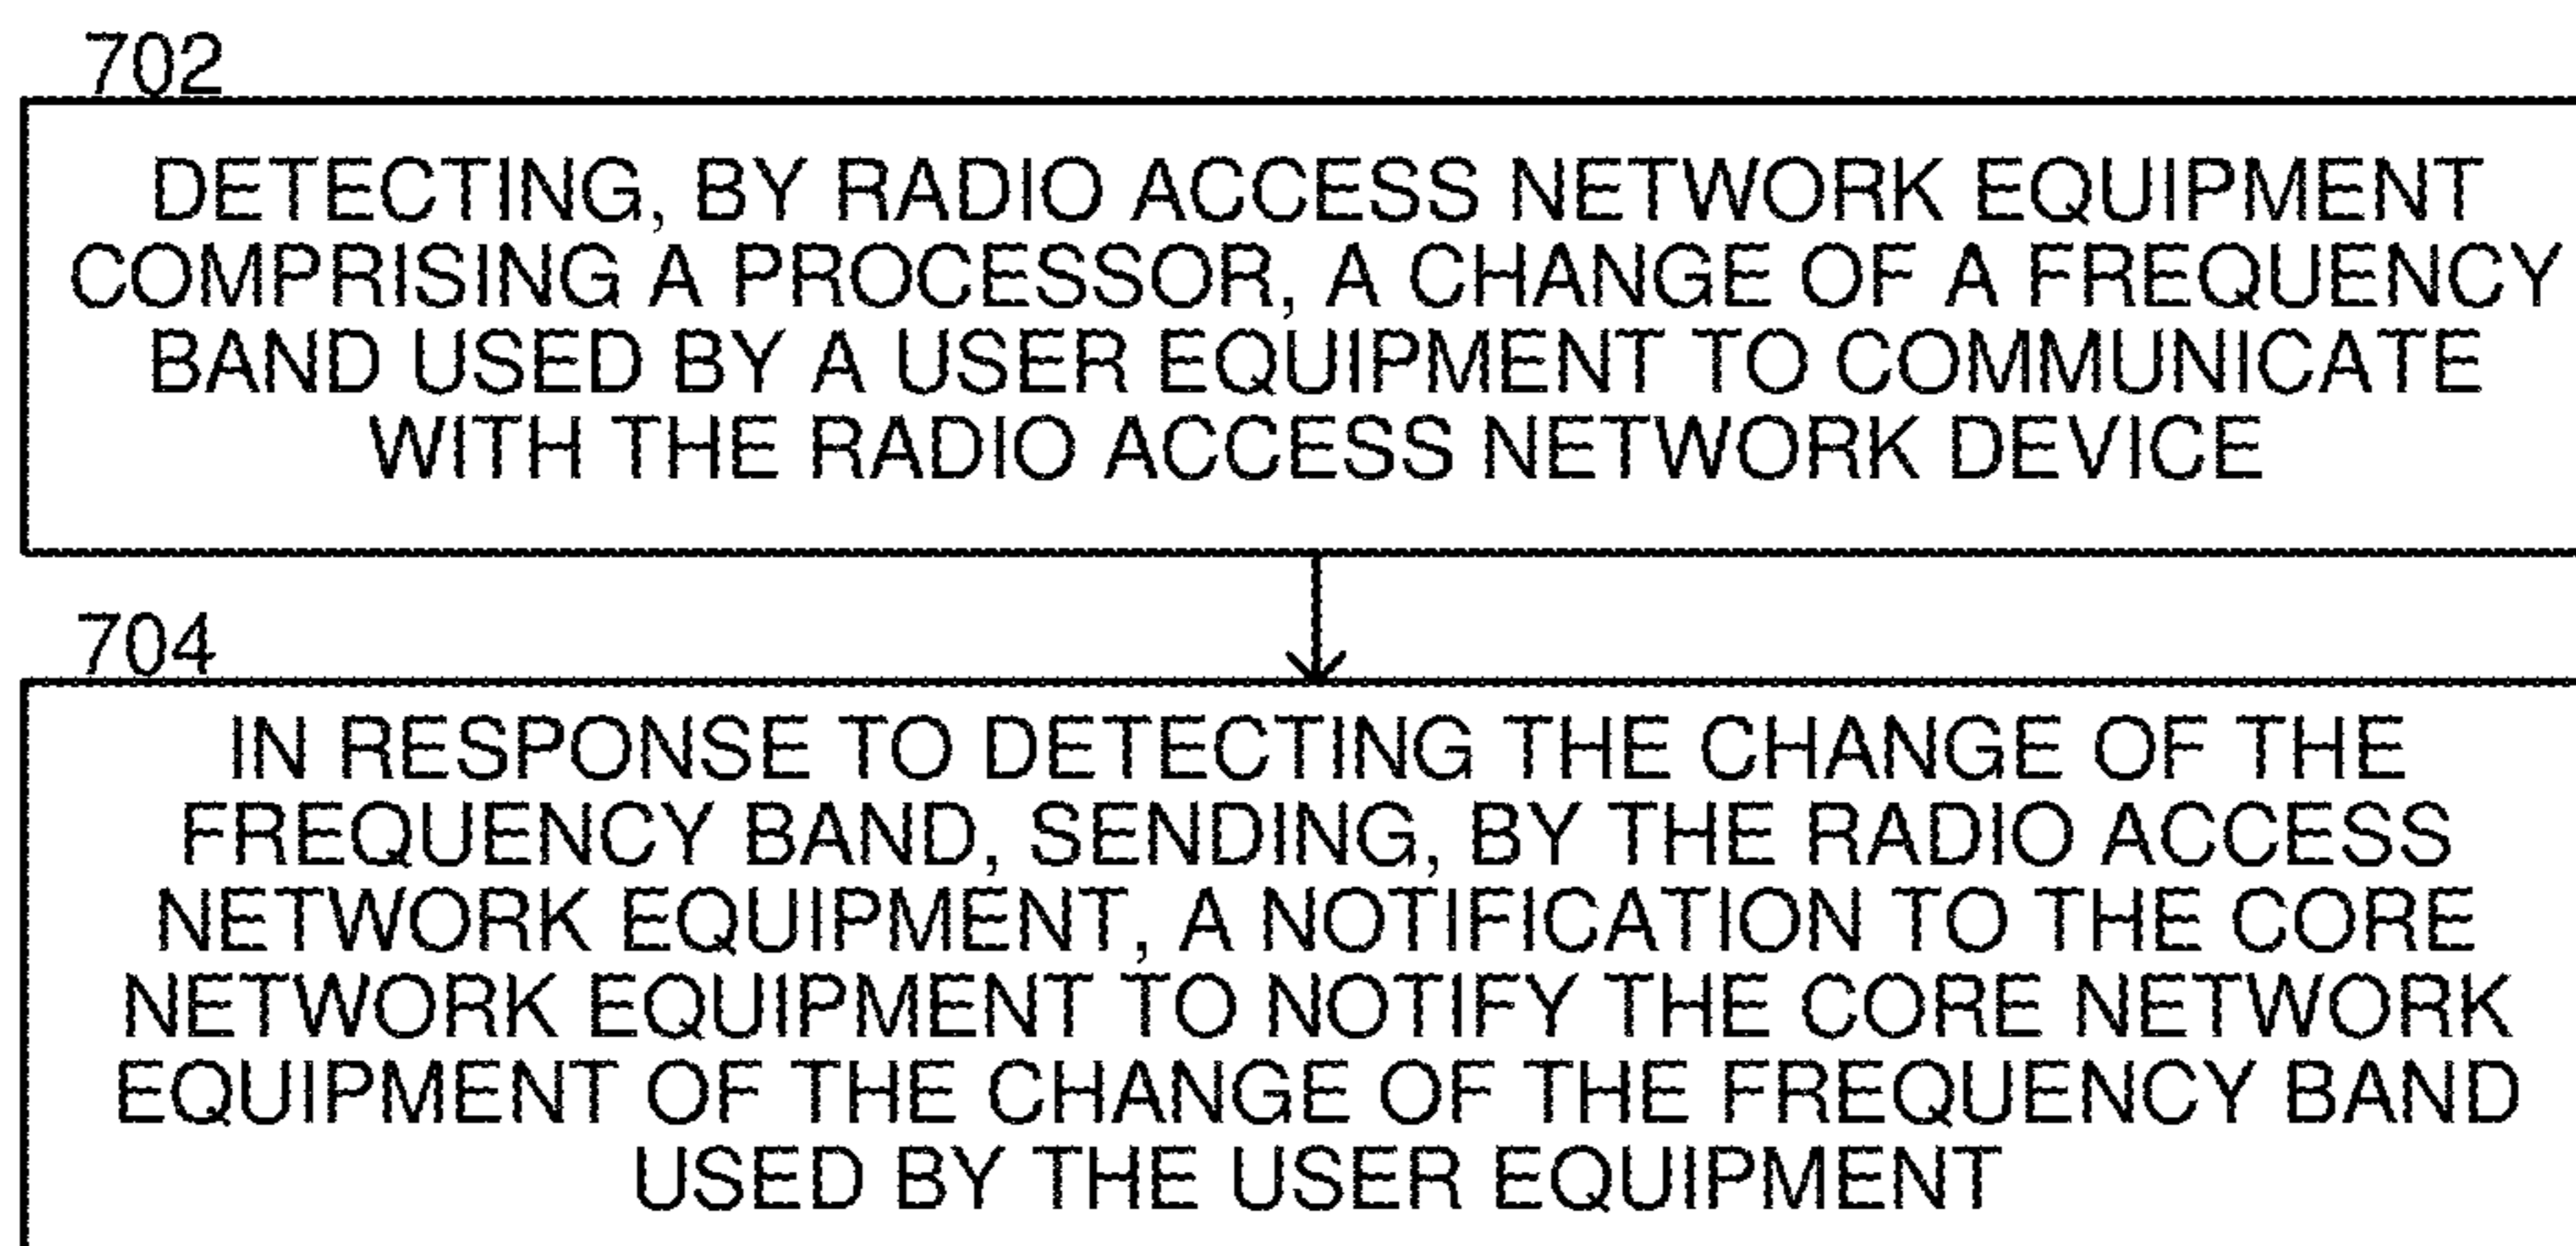 702
DETECTING, BY RADIO ACCESS NETWORK EQUIPMENT
COMPRISING A PROCESSOR, A CHANGE OF A FREQUENCY
BAND USED BY A USER EQUIPMENT TO COMMUNICATE
WITH THE RADIO ACCESS NETWORK DEVICE
704
IN RESPONSE TO DETECTING THE CHANGE OF THE
FREQUENCY BAND, SENDING, BY THE RADIO ACCESS
NETWORK EQUIPMENT, A NOTIFICATION TO THE CORE
NETWORK EQUIPMENT TO NOTIFY THE CORE NETWORK
EQUIPMENT OF THE CHANGE OF THE FREQUENCY BAND
USED BY THE USER EQUIPMENT